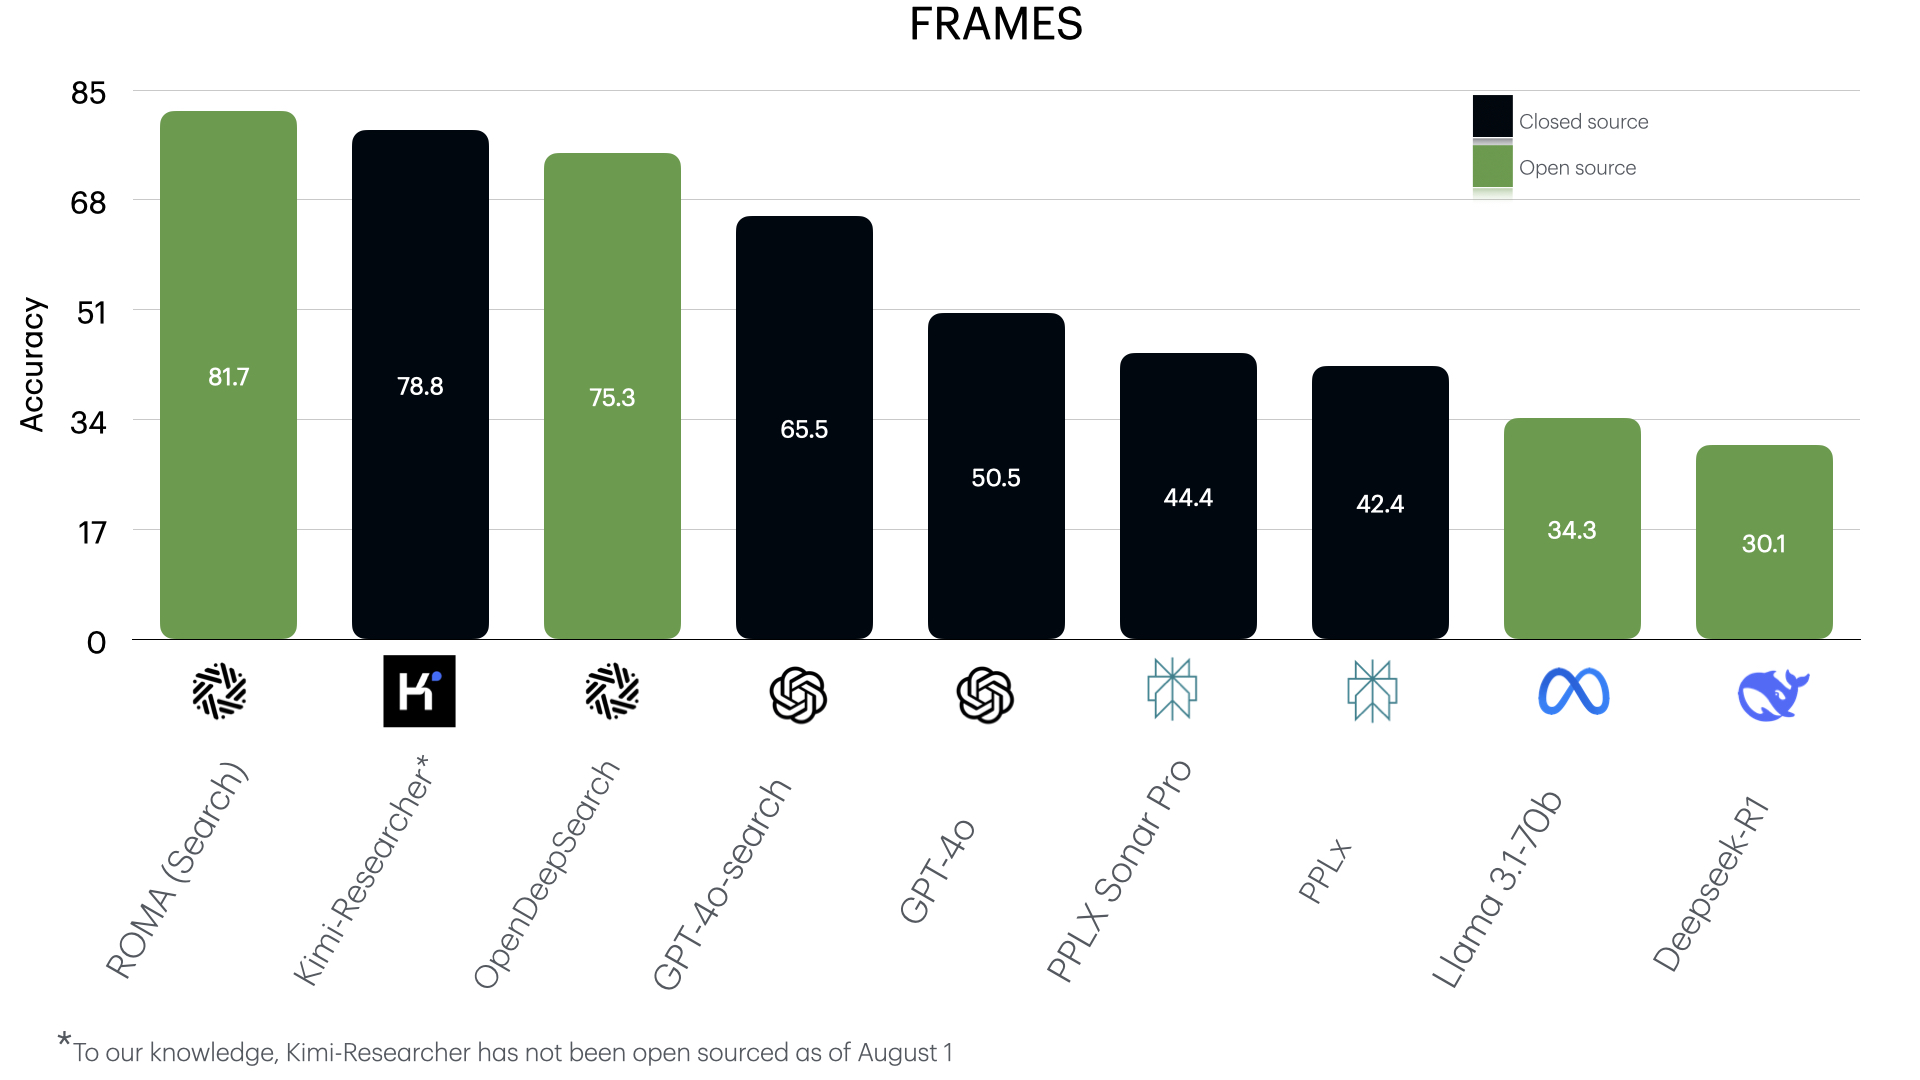 FRAMES
Accuracy
85
68
51
34
17
0
Closed source
Open source
81.7
78.8
75.3
65.5
50.5
44.4
42.4
34.3
30.1
ROMA (Search)
Kimi-Researcher*
OpenDeepSearch
GPT-4o-search
GPT-4o
PPLX Sonar Pro
PPLX
Llama 3.1-70b
Deepseek-R1
*To our knowledge, Kimi-Researcher has not been open sourced as of August 1